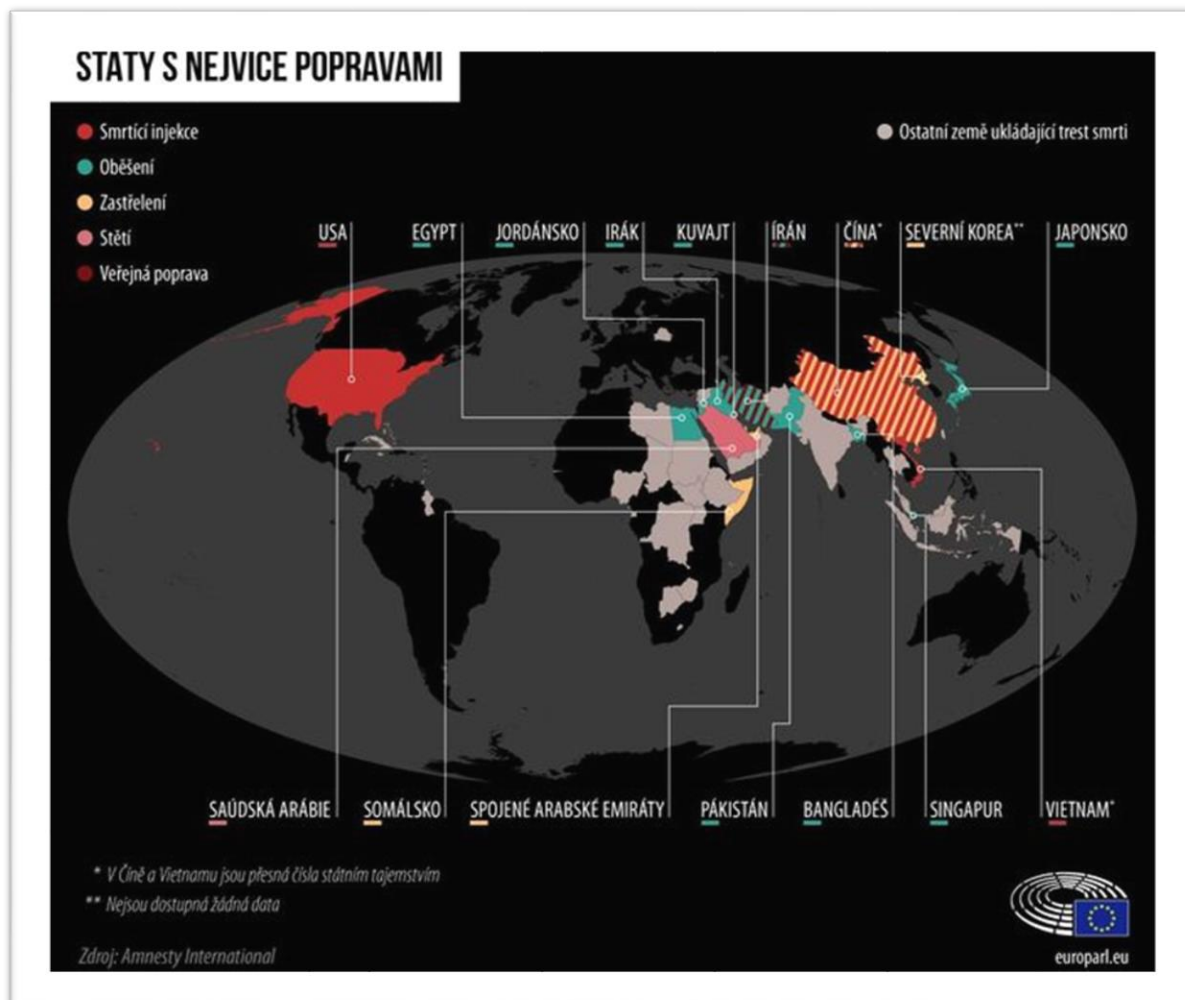 STATY S NEJVICE POPRAVAMI
Smrtící injekce
Oběšení
Zastřelení
Stětí
Veřejná poprava
Ostatní země ukládající trest smrti
USA
EGYPT
JORDÁNSKO
IRÁK
KUVAJT
ÍRÁN
ČÍNA*
SEVERNÍ KOREA**
JAPONSKO
SAÚDSKÁ ARÁBIE
SOMÁLSKO
SPOJENÉ ARABSKÉ EMIRÁTY
PÁKISTÁN
BANGLADÉŠ
SINGAPUR
VIETNAM*
* V Číně a Vietnamu jsou přesná čísla státním tajemstvím
** Nejsou dostupná žádná data
Zdroj: Amnesty International
europarl.eu